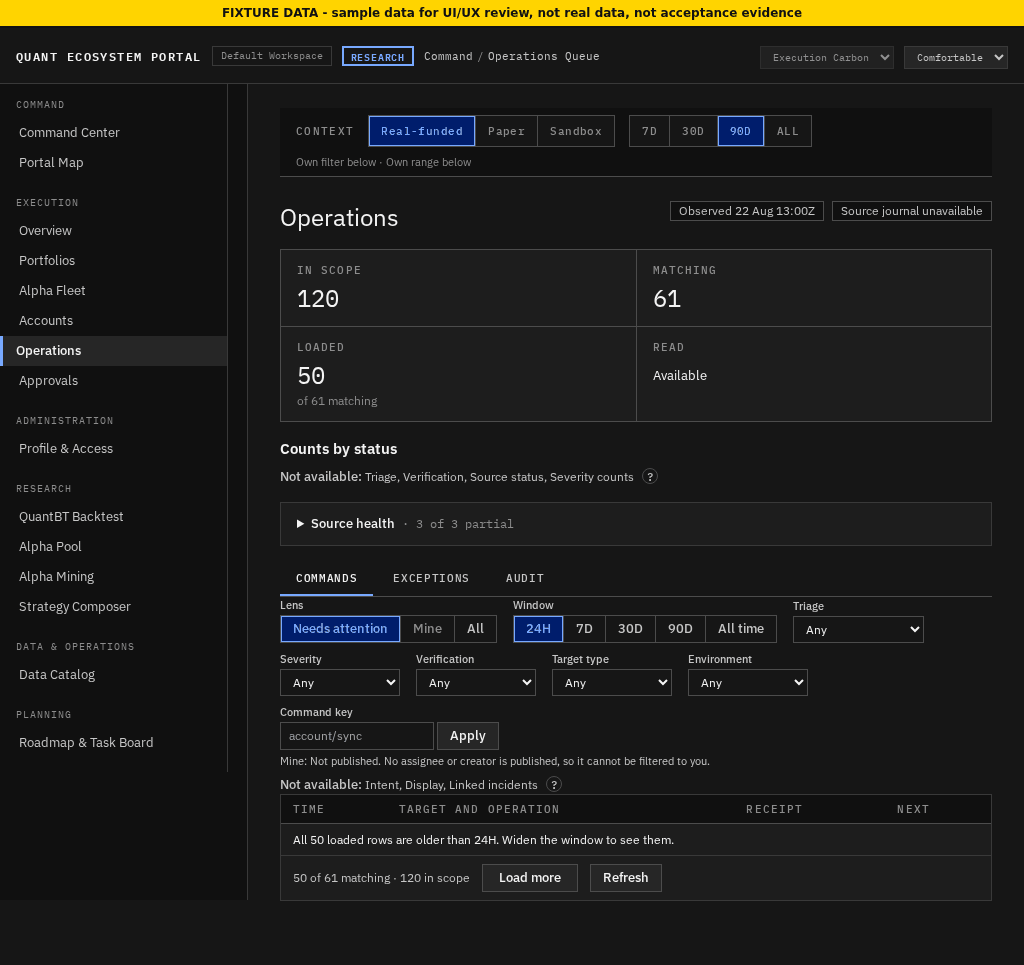 FIXTURE DATA - sample data for UI/UX review, not real data, not acceptance evidence
QUANT ECOSYSTEM PORTAL Default Workspace RESEARCH Command / Operations Queue Execution Carbon Comfortable
COMMAND
Command Center
Portal Map
EXECUTION
Overview
Portfolios
Alpha Fleet
Accounts
Operations
Approvals
ADMINISTRATION
Profile & Access
RESEARCH
QuantBT Backtest
Alpha Pool
Alpha Mining
Strategy Composer
DATA & OPERATIONS
Data Catalog
PLANNING
Roadmap & Task Board
CONTEXT Real-funded Paper Sandbox 7D 30D 90D ALL
Own filter below · Own range below
Operations Observed 22 Aug 13:00Z Source journal unavailable
IN SCOPE MATCHING
120 61
LOADED READ
50 Available
of 61 matching
Counts by status
Not available: Triage, Verification, Source status, Severity counts ?
▶ Source health · 3 of 3 partial
COMMANDS EXCEPTIONS AUDIT
Lens Window Triage
Needs attention Mine All 24H 7D 30D 90D All time Any
Severity Verification Target type Environment
Any Any Any Any
Command key
account/sync Apply
Mine: Not published. No assignee or creator is published, so it cannot be filtered to you.
Not available: Intent, Display, Linked incidents ?
TIME TARGET AND OPERATION RECEIPT NEXT
All 50 loaded rows are older than 24H. Widen the window to see them.
50 of 61 matching · 120 in scope Load more Refresh